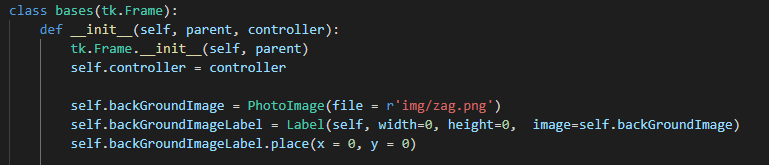 class bases(tk.Frame):
    def __init__(self, parent, controller):
        tk.Frame.__init__(self, parent)
        self.controller = controller
        self.backGroundImage = PhotoImage(file = r'img/zag.png')
        self.backGroundImageLabel = Label(self, width=0, height=0,  image=self.backGroundImage)
        self.backGroundImageLabel.place(x = 0, y = 0)